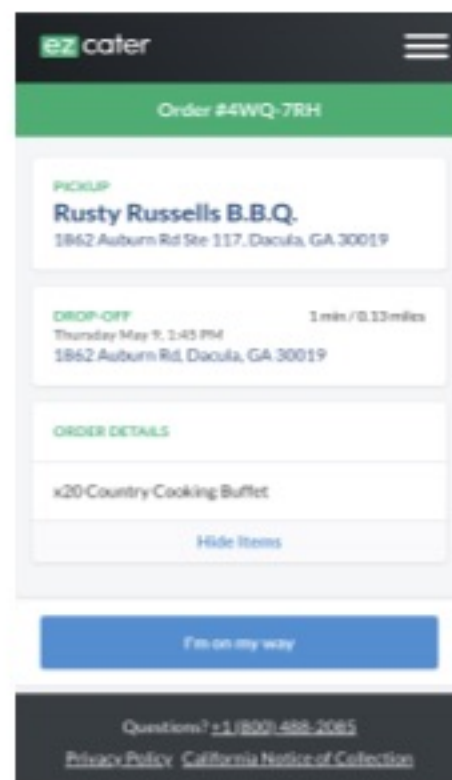 ez cater
Order #4WQ-7RH
PICKUP
Rusty Russells B.B.Q.
1862 Auburn Rd Ste 117, Dacula, GA 30019
DROP-OFF 1 min / 0.13 miles
Thursday May 9, 1:45 PM
1862 Auburn Rd, Dacula, GA 30019
ORDER DETAILS
x20 Country Cooking Buffet
Hide Items
I'm on my way
Questions? +1 (800) 488-2085
Privacy Policy California Notice of Collection